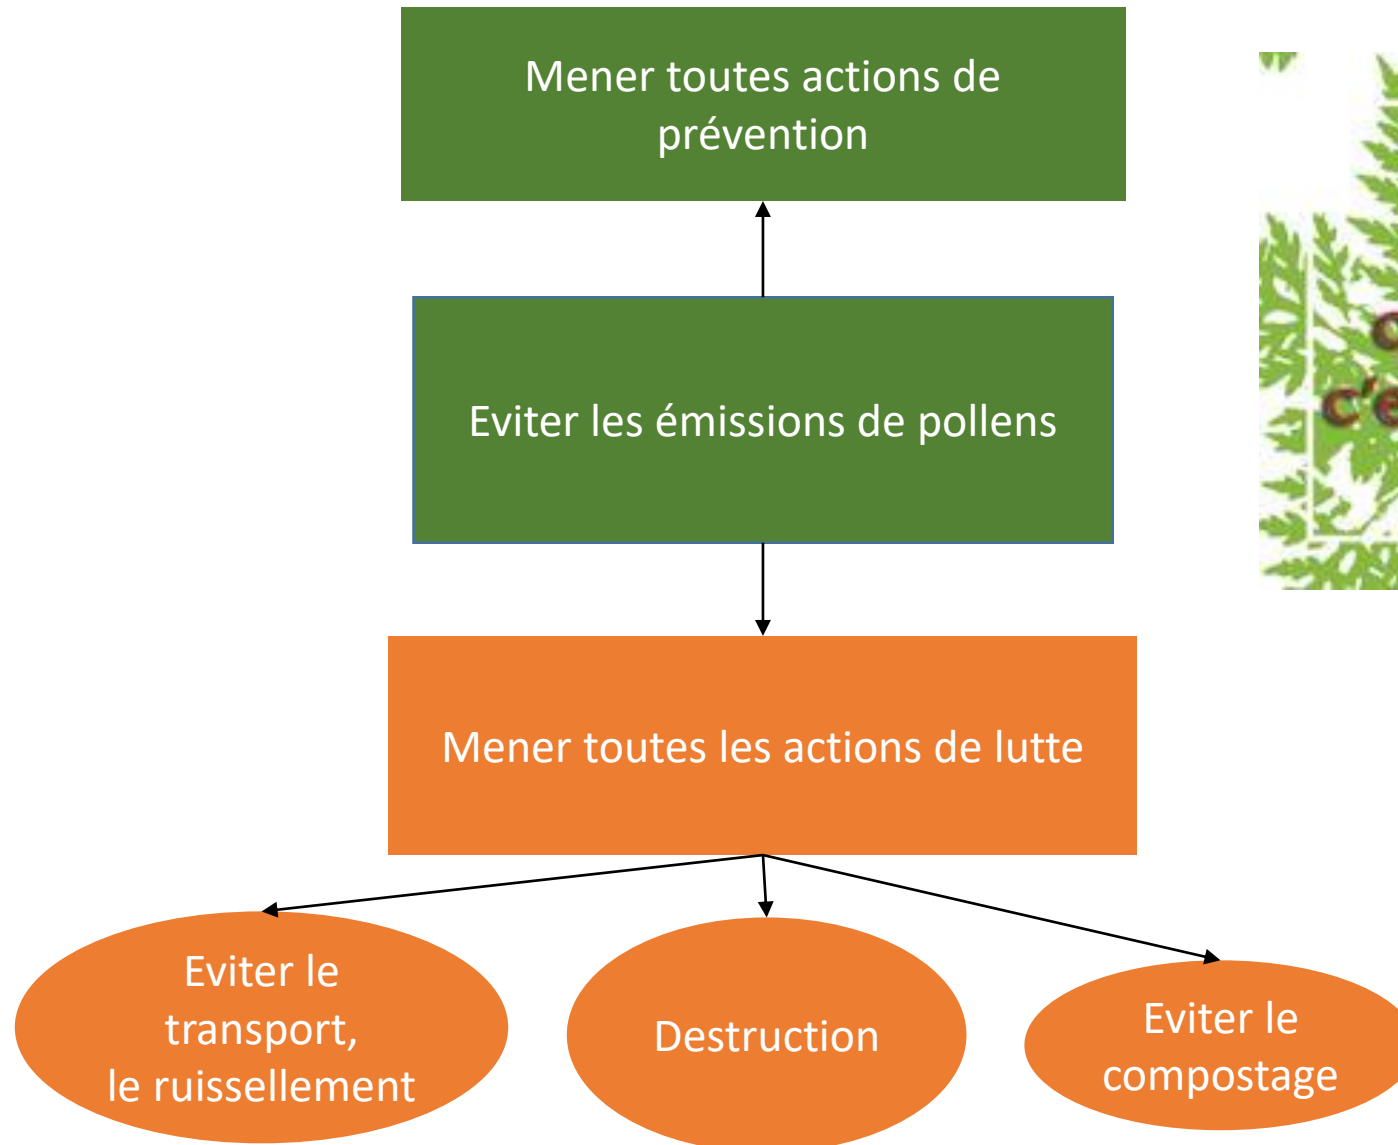 Mener toutes actions de
prévention
Eviter les émissions de pollens
Mener toutes les actions de lutte
Eviter le
transport,
le ruissellement
Destruction
Eviter le
compostage
c'e